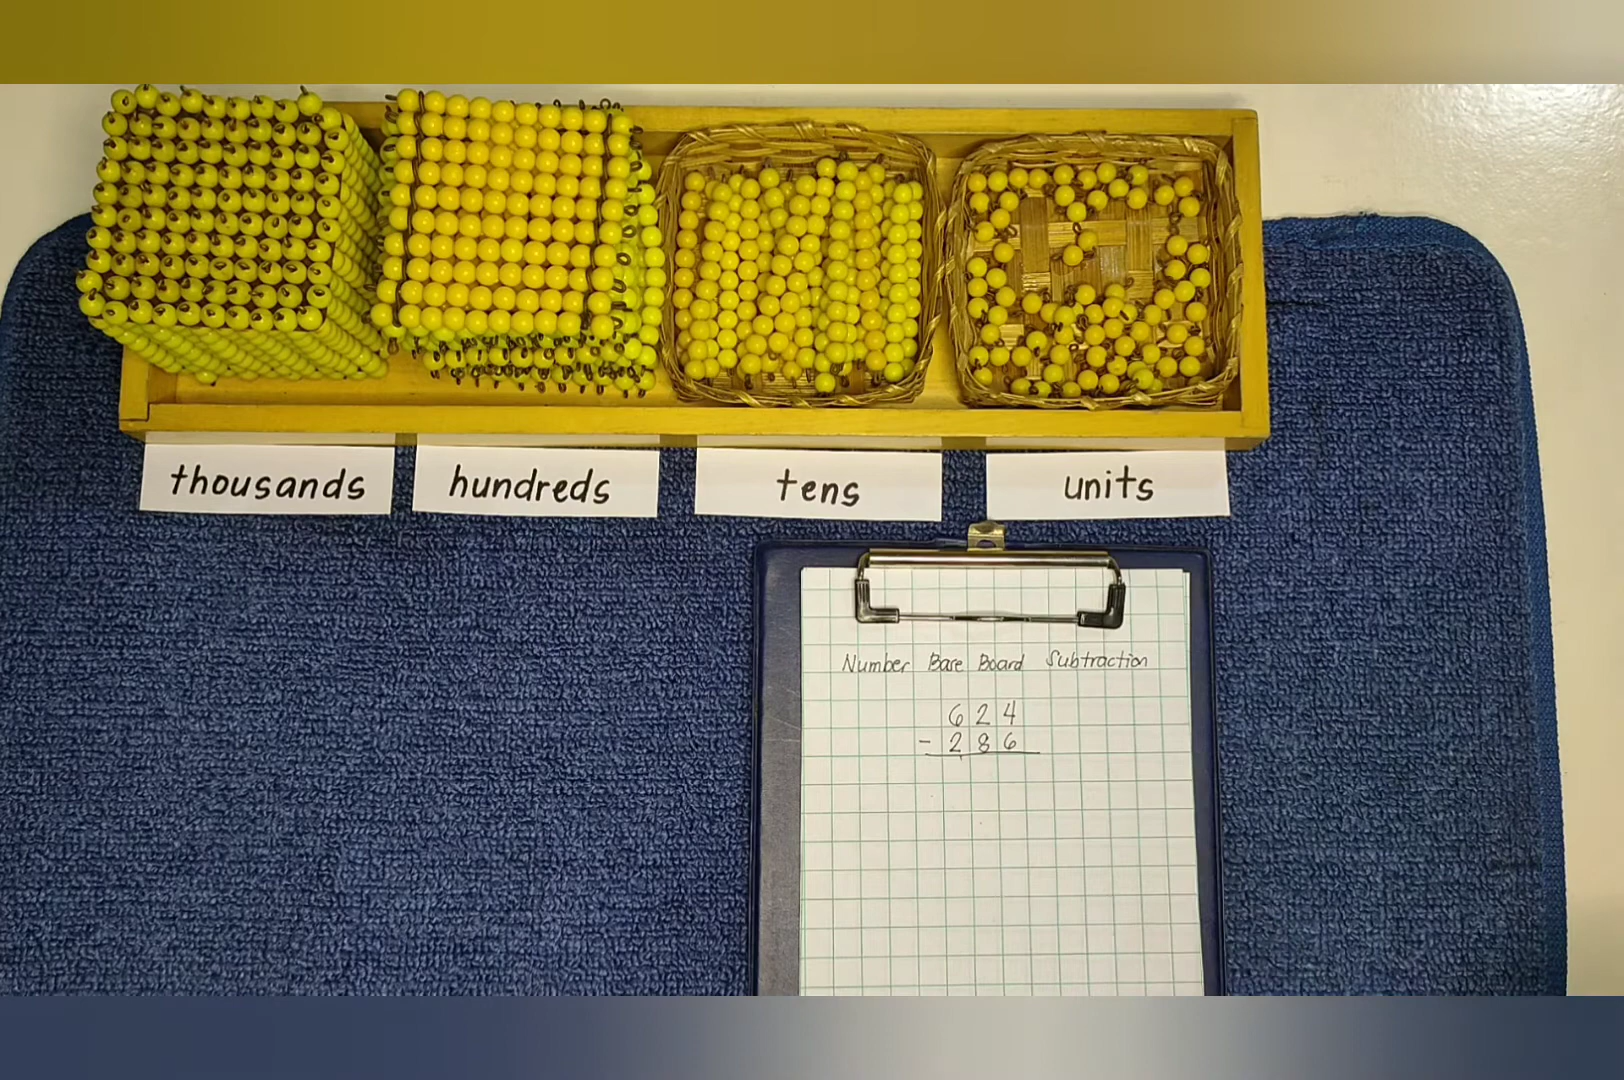 thousands hundreds tens units
Number Base Board Subtraction
624
- 286